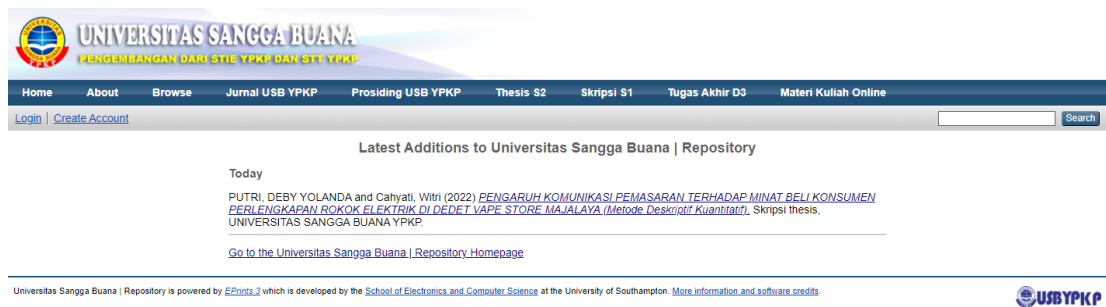 UNIVERSITAS SANGGA BUANA
PENGEMBANGAN DARI STIE YPKP DAN STT YPKP
YPKP
Home About Browse Jurnal USB YPKP Prosiding USB YPKP Thesis S2 Skripsi S1 Tugas Akhir D3 Materi Kuliah Online
Login | Create Account Search
Latest Additions to Universitas Sangga Buana | Repository
Today
PUTRI, DEBY YOLANDA and Cahyati, Witri (2022) PENGARUH KOMUNIKASI PEMASARAN TERHADAP MINAT BELI KONSUMEN
PERLENGKAPAN ROKOK ELEKTRIK DI DEDET VAPE STORE MAJALAYA (Metode Deskriptif Kuantitatif). Skripsi thesis,
UNIVERSITAS SANGGA BUANA YPKP.
Go to the Universitas Sangga Buana | Repository Homepage
Universitas Sangga Buana | Repository is powered by EPrints 3 which is developed by the School of Electronics and Computer Science at the University of Southampton. More information and software credits.
USBYPKP